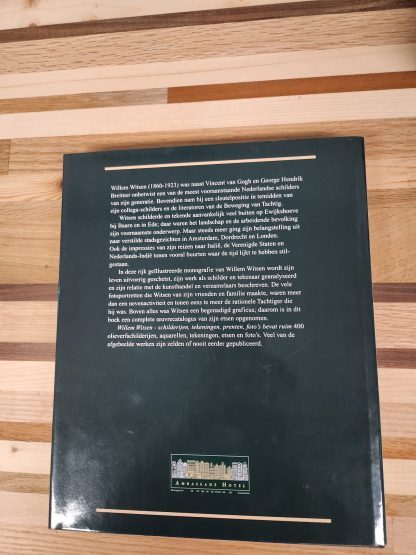 Willem Witsen (1860-1923) was naast Vincent van Gogh en George Hendrik
Breitner onbetwist een van de meest vooraanstaande Nederlandse schilders
van zijn generatie. Bovendien nam hij een sleutelpositie in temidden van
zijn collega-schilders en de literatoren van de Beweging van Tachtig.
Witsen schilderde en tekende aanvankelijk veel buiten op Ewijkshoeve
bij Baarn en in Ede; daar waren het landschap en de arbeidende bevolking
zijn voornaamste onderwerp. Maar steeds meer ging zijn belangstelling uit
naar verstilde stadsgezichten in Amsterdam, Dordrecht en Londen.
Ook de impressies van zijn reizen naar Italië, de Verenigde Staten en
Nederlands-Indië tonen vooral buurten waar de tijd lijkt te hebben stil-
gestaan.
In deze rijk geïllustreerde monografie van Willem Witsen wordt zijn
leven uitvoerig geschetst, zijn werk als schilder en tekenaar geanalyseerd
en zijn relatie met de kunsthandel en verzamelaars beschreven. De vele
fotoportretten die Witsen van zijn vrienden en familie maakte, waren meer
dan een nevenactiviteit en tonen eens te meer de rationele Tachtiger die
hij was. Boven alles was Witsen een begenadigd graficus; daarom is in dit
boek een complete œuvrecatalogus van zijn etsen opgenomen.
Willem Witsen - schilderijen, tekeningen, prenten, foto's bevat ruim 400
olieverfschilderijen, aquarellen, tekeningen, etsen en foto's. Veel van de
afgebeelde werken zijn zelden of nooit eerder gepubliceerd.
AMBASSADE HOTEL